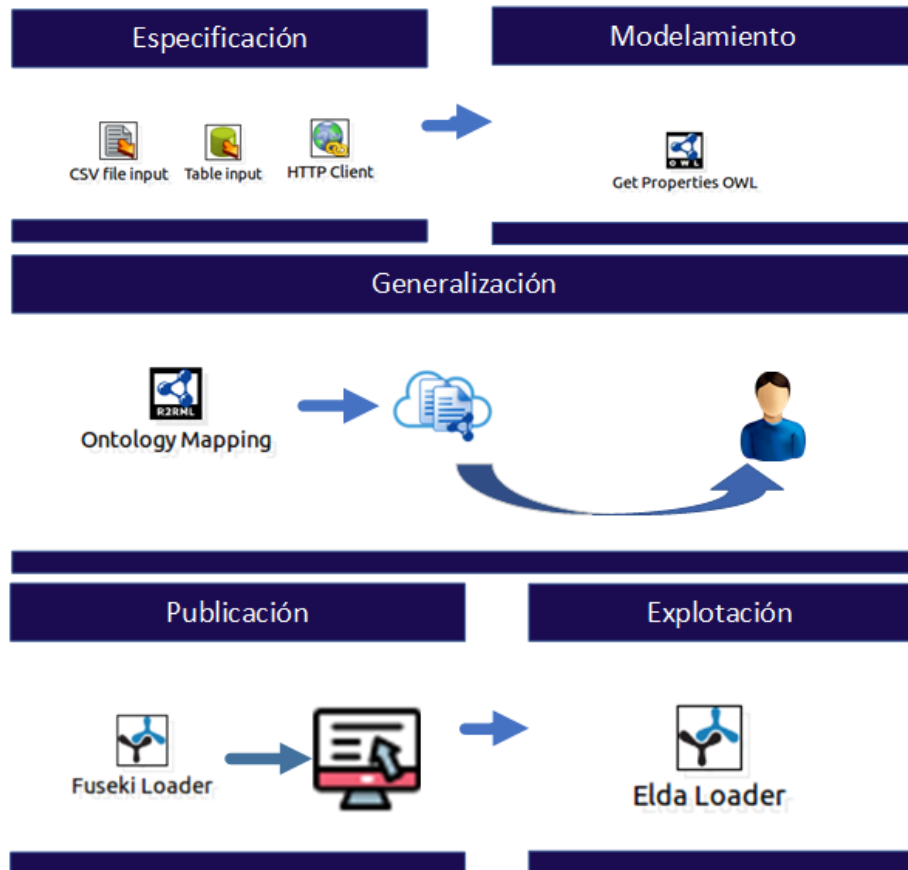 Especificación
Modelamiento
CSV file input
Table input
HTTP Client
OWL
Get Properties OWL
Generalización
R2RML
Ontology Mapping
Publicación
Explotación
Fuseki Loader
Elda Loader